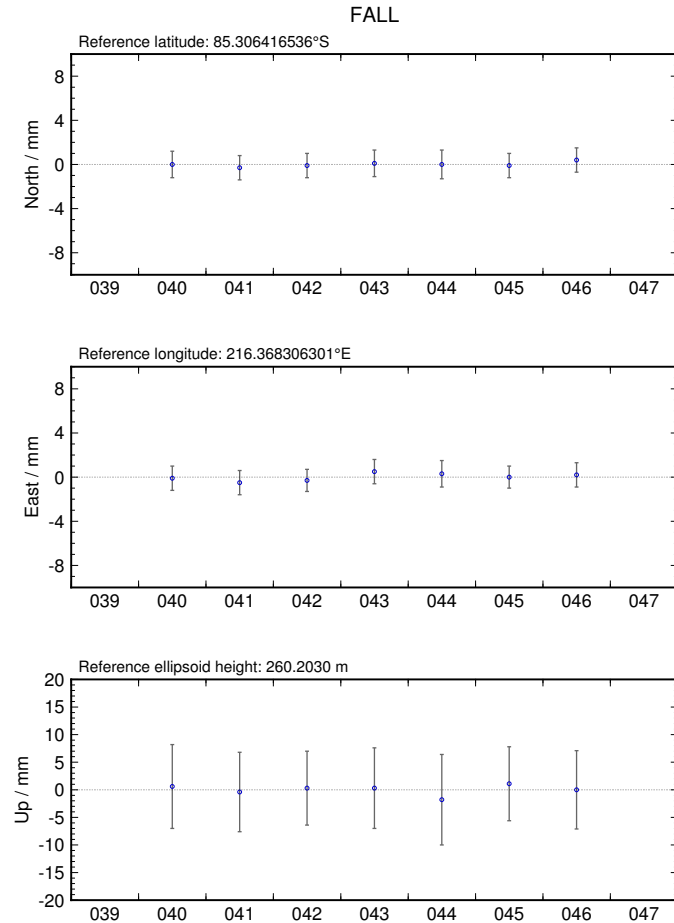 FALL
Reference latitude: 85.306416536°S
8
4
0
-4
-8
North / mm
039 040 041 042 043 044 045 046 047
Reference longitude: 216.368306301°E
8
4
0
-4
-8
East / mm
039 040 041 042 043 044 045 046 047
Reference ellipsoid height: 260.2030 m
20
15
10
5
0
-5
-10
-15
-20
Up / mm
039 040 041 042 043 044 045 046 047